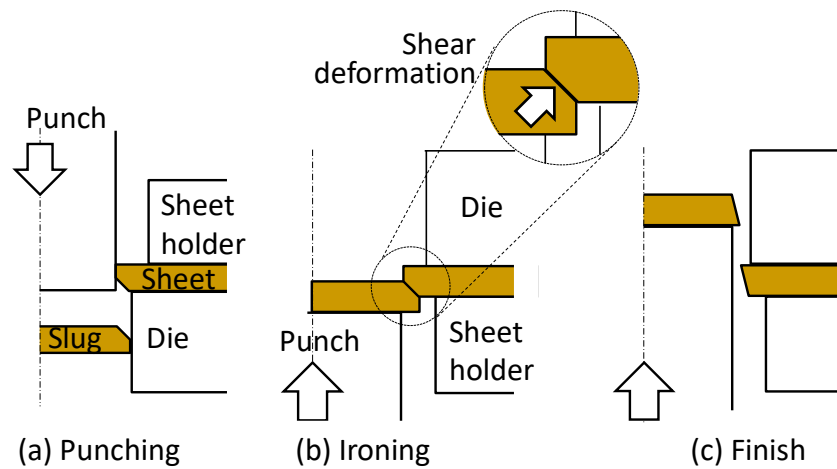 Shear
deformation
Punch
Sheet
holder
Sheet
Slug
Die
Die
Punch
Sheet
holder
(a) Punching
(b) Ironing
(c) Finish